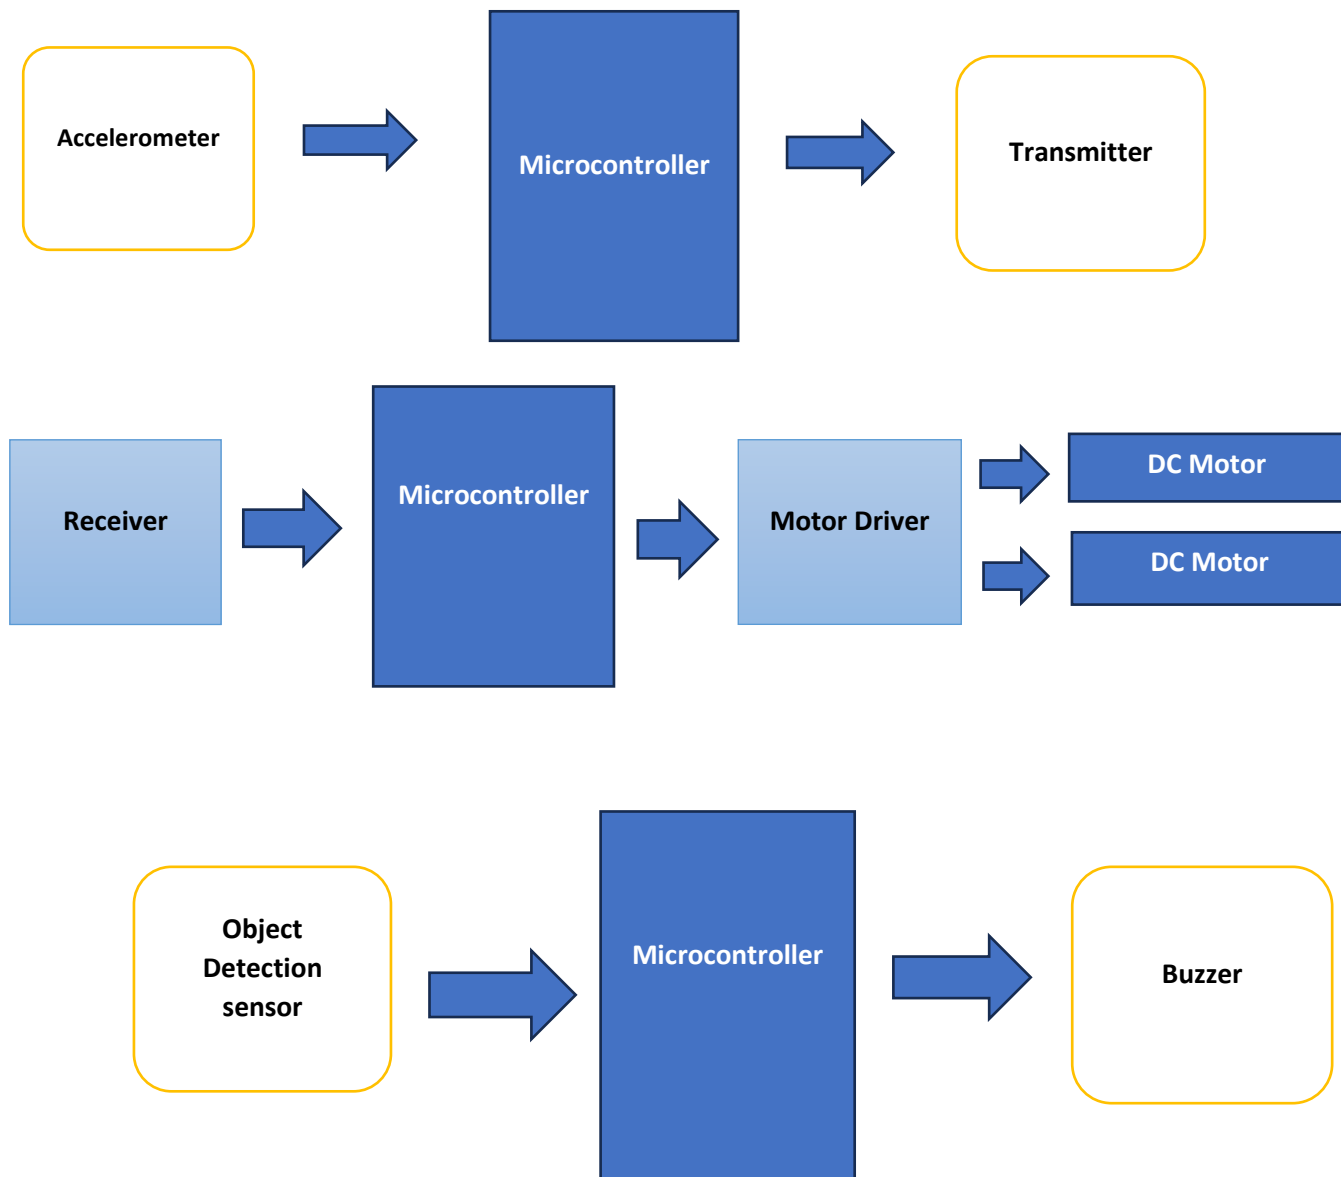 Accelerometer
Microcontroller
Transmitter
Receiver
Microcontroller
Motor Driver
DC Motor
DC Motor
Object
Detection
sensor
Microcontroller
Buzzer